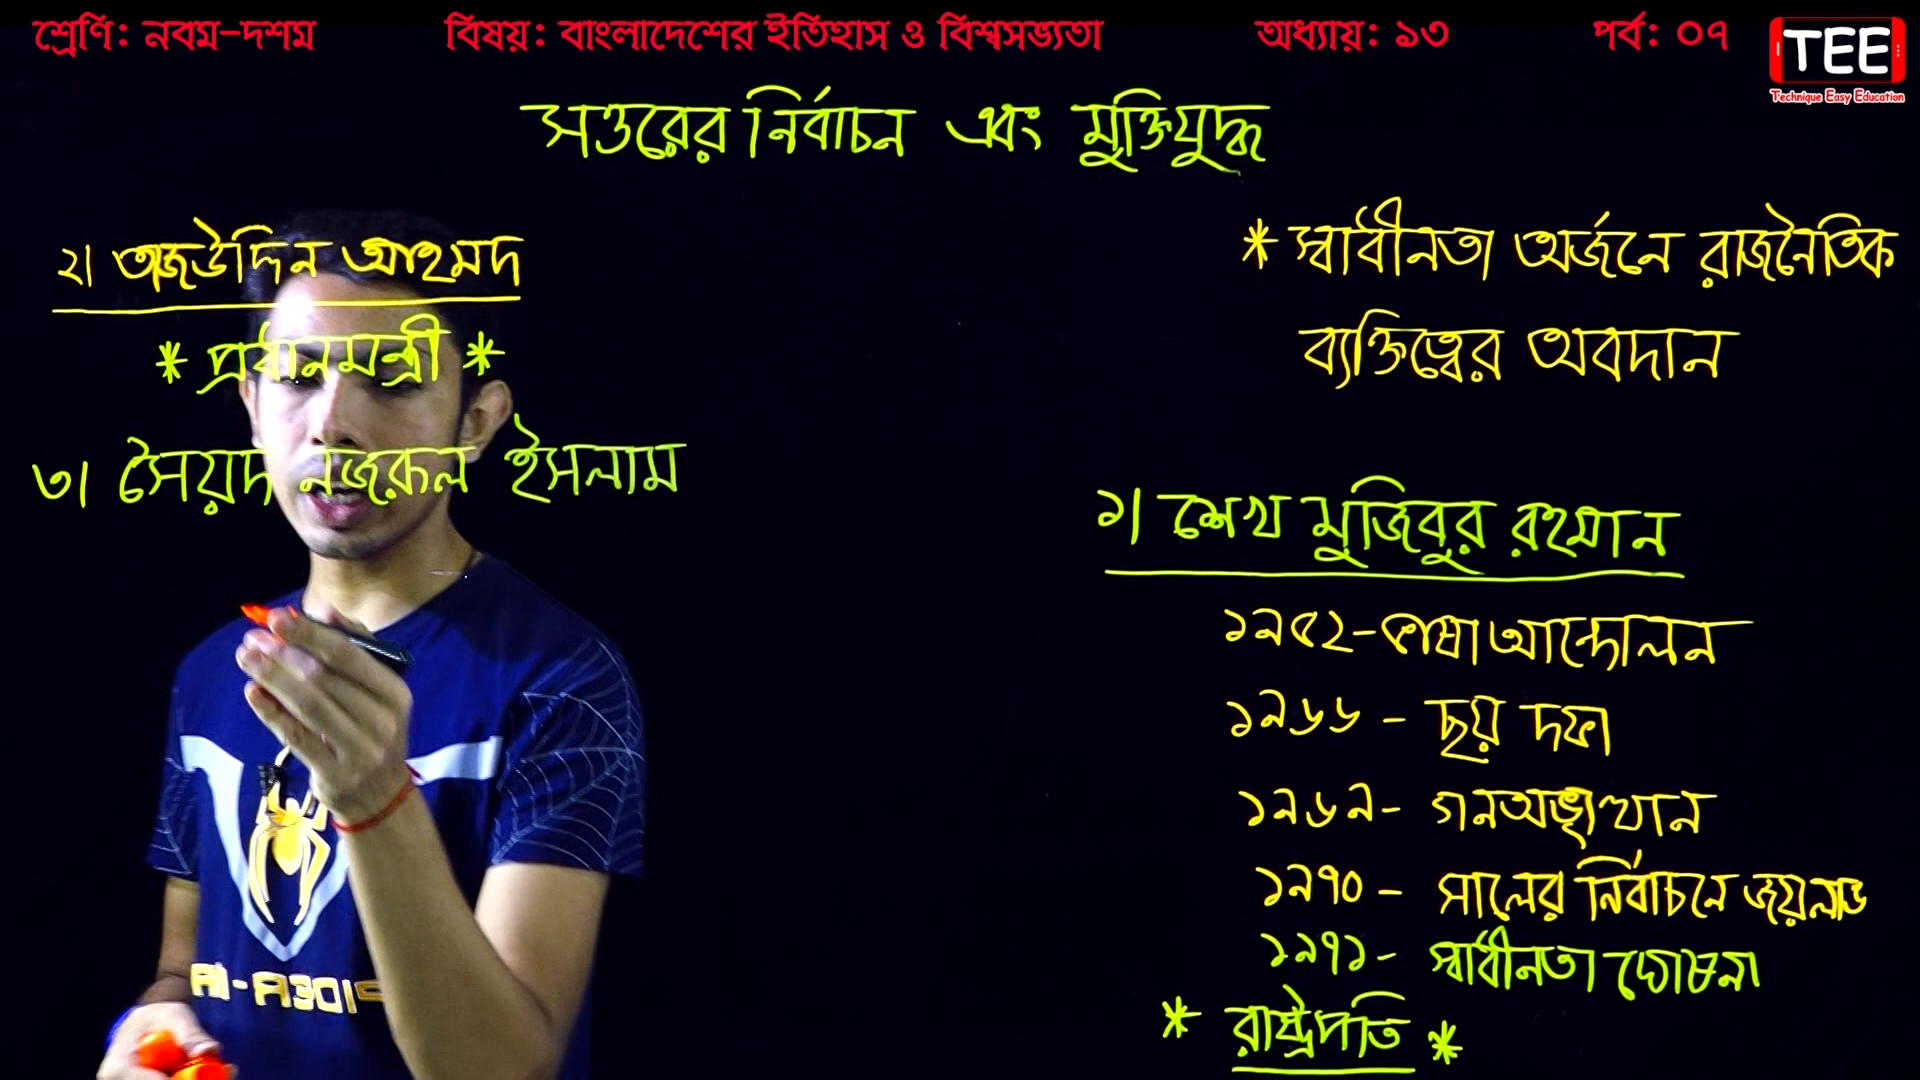 শ্রেণি: নবম-দশম বিষয়: বাংলাদেশের ইতিহাস ও বিশ্বসভ্যতা অধ্যায়: ১৩ পর্ব: ০৭
TEE
Technique Easy Education
সত্তরের নির্বাচন এবং মুক্তিযুদ্ধ
২। তাজউদ্দিন আহমদ
* প্রধানমন্ত্রী *
৩। সৈয়দ নজরুল ইসলাম
* স্বাধীনতা অর্জনে রাজনৈতিক
ব্যক্তিত্বের অবদান
১। শেখ মুজিবুর রহমান
১৯৫২-ভাষা আন্দোলন
১৯৬৬ - ছয় দফা
১৯৬৯- গনঅভ্যুত্থান
১৯৭০ - সালের নির্বাচনে জয়লাভ
১৯৭১- স্বাধীনতা ঘোষনা
* রাষ্ট্রপতি *